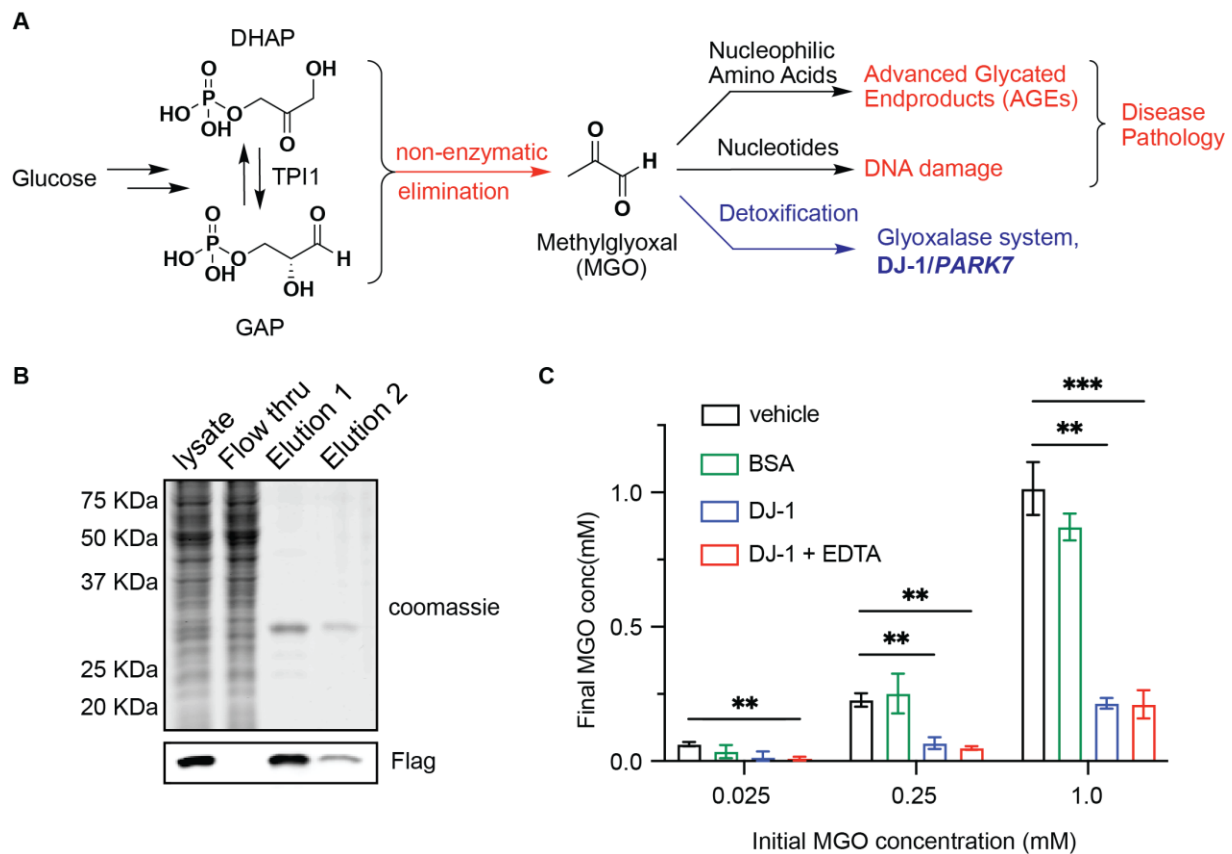 A
DHAP
OH
O
HO P O
OH
O
Glucose
TPI1
O
HO P O H
OH
OH
GAP
non-enzymatic
elimination
O
H
O
Methylglyoxal
(MGO)
Nucleophilic
Amino Acids
Advanced Glycated
Endproducts (AGEs)
Nucleotides
DNA damage
Disease
Pathology
Detoxification
Glyoxalase system,
DJ-1/PARK7
B
lysate
Flow thru
Elution 1
Elution 2
75 KDa
50 KDa
37 KDa
25 KDa
20 KDa
coomassie
Flag
C
vehicle
BSA
DJ-1
DJ-1 + EDTA
***
**
**
**
**
Final MGO conc(mM)
1.0
0.5
0.0
0.025 0.25 1.0
Initial MGO concentration (mM)